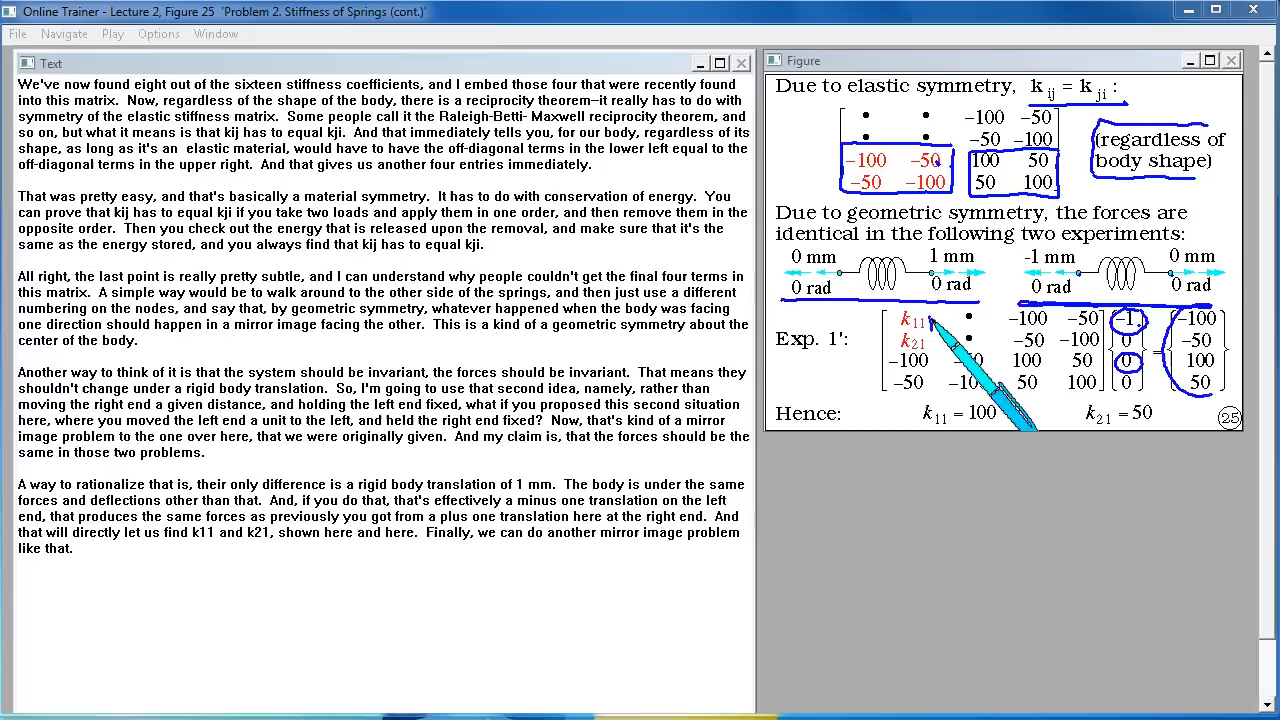 Online Trainer - Lecture 2, Figure 25 'Problem 2. Stiffness of Springs (cont.)'
File Navigate Play Options Window
Text
We've now found eight out of the sixteen stiffness coefficients, and I embed those four that were recently found
into this matrix. Now, regardless of the shape of the body, there is a reciprocity theorem--it really has to do with
symmetry of the elastic stiffness matrix. Some people call it the Raleigh-Betti- Maxwell reciprocity theorem, and
so on, but what it means is that kij has to equal kji. And that immediately tells you, for our body, regardless of its
shape, as long as it's an elastic material, would have to have the off-diagonal terms in the lower left equal to the
off-diagonal terms in the upper right. And that gives us another four entries immediately.
That was pretty easy, and that's basically a material symmetry. It has to do with conservation of energy. You
can prove that kij has to equal kji if you take two loads and apply them in one order, and then remove them in the
opposite order. Then you check out the energy that is released upon the removal, and make sure that it's the
same as the energy stored, and you always find that kij has to equal kji.
All right, the last point is really pretty subtle, and I can understand why people couldn't get the final four terms in
this matrix. A simple way would be to walk around to the other side of the springs, and then just use a different
numbering on the nodes, and say that, by geometric symmetry, whatever happened when the body was facing
one direction should happen in a mirror image facing the other. This is a kind of a geometric symmetry about the
center of the body.
Another way to think of it is that the system should be invariant, the forces should be invariant. That means they
shouldn't change under a rigid body translation. So, I'm going to use that second idea, namely, rather than
moving the right end a given distance, and holding the left end fixed, what if you proposed this second situation
here, where you moved the left end a unit to the left, and held the right end fixed? Now, that's kind of a mirror
image problem to the one over here, that we were originally given. And my claim is, that the forces should be the
same in those two problems.
A way to rationalize that is, their only difference is a rigid body translation of 1 mm. The body is under the same
forces and deflections other than that. And, if you do that, that's effectively a minus one translation on the left
end, that produces the same forces as previously you got from a plus one translation here at the right end. And
that will directly let us find k11 and k21, shown here and here. Finally, we can do another mirror image problem
like that.
Figure
Due to elastic symmetry, k ij = k ji :
• • −100 −50
• • −50 −100
−100 −50 100 50
−50 −100 50 100
(regardless of
body shape)
Due to geometric symmetry, the forces are
identical in the following two experiments:
0 mm 1 mm -1 mm 0 mm
0 rad 0 rad 0 rad 0 rad
k11 • −100 −50 −1 −100
Exp. 1': k21 • −50 −100 0 = −50
−100 100 50 0 100
−50 50 100 0 50
Hence: k11 = 100 k21 = 50
25